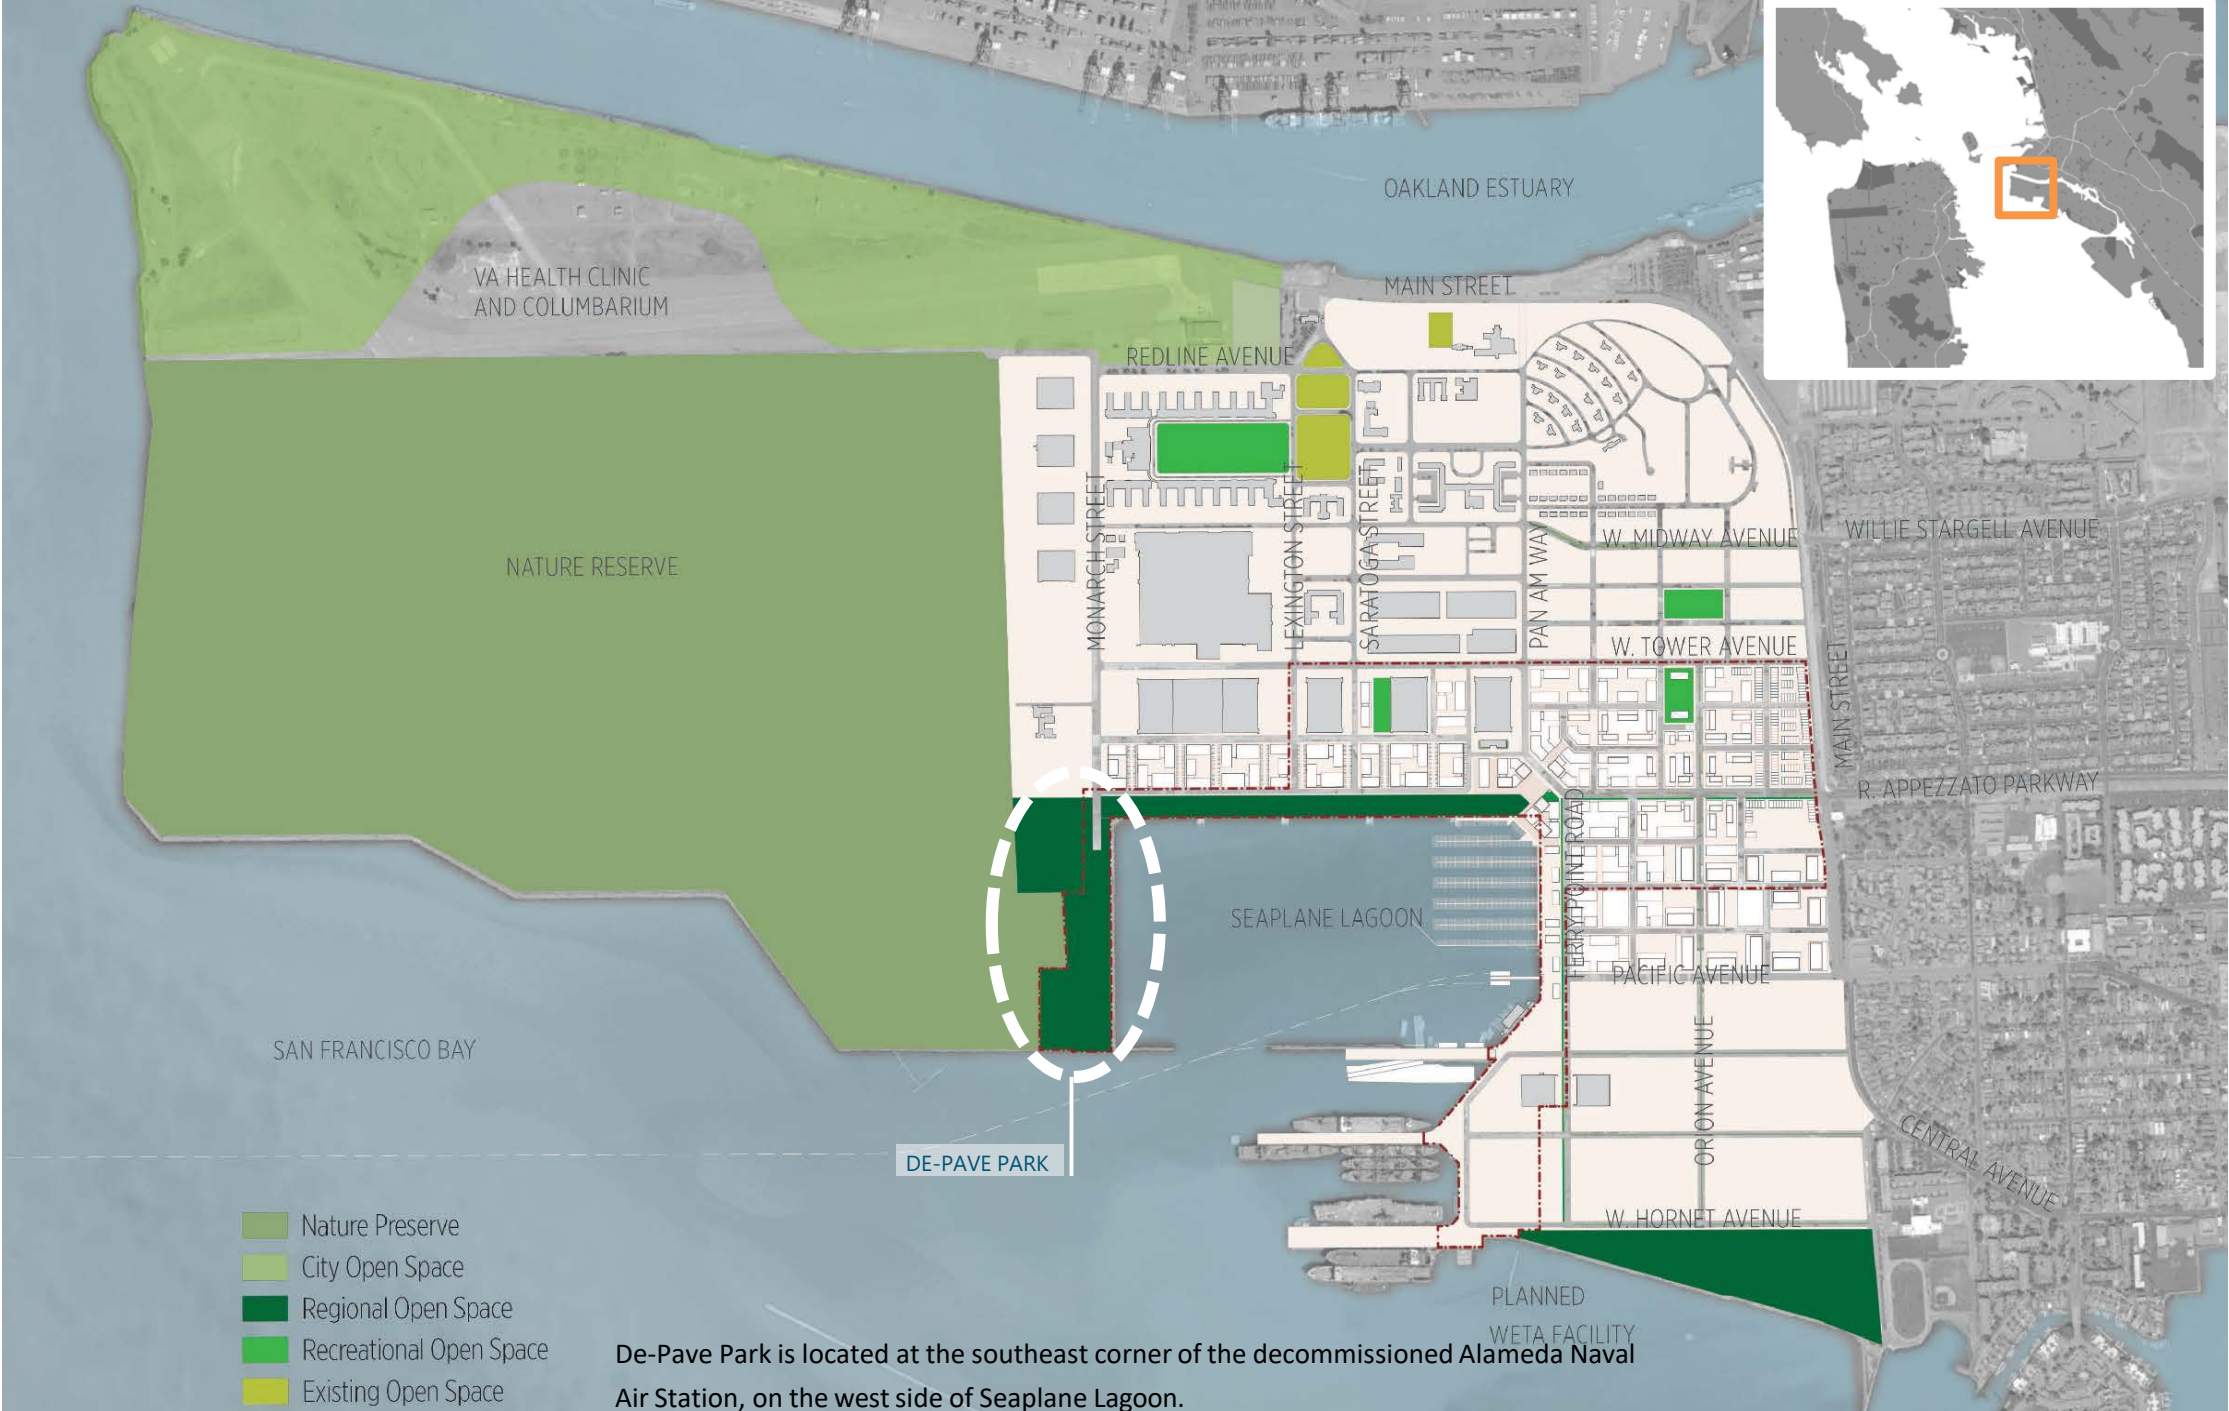 OAKLAND ESTUARY
VA HEALTH CLINIC
AND COLUMBARIUM
MAIN STREET
REDLINE AVENUE
NATURE RESERVE
MONARCH STREET
LEXINGTON STREET
SARATOGA STREET
PAN AM WAY
W. MIDWAY AVENUE
WILLIE STARGELL AVENUE
W. TOWER AVENUE
MAIN STREET
R. APPEZZATO PARKWAY
FERRY POINT ROAD
SEAPLANE LAGOON
PACIFIC AVENUE
ORION AVENUE
SAN FRANCISCO BAY
CENTRAL AVENUE
DE-PAVE PARK
W. HORNET AVENUE
PLANNED
WETA FACILITY
Nature Preserve
City Open Space
Regional Open Space
Recreational Open Space
Existing Open Space
De-Pave Park is located at the southeast corner of the decommissioned Alameda Naval
Air Station, on the west side of Seaplane Lagoon.